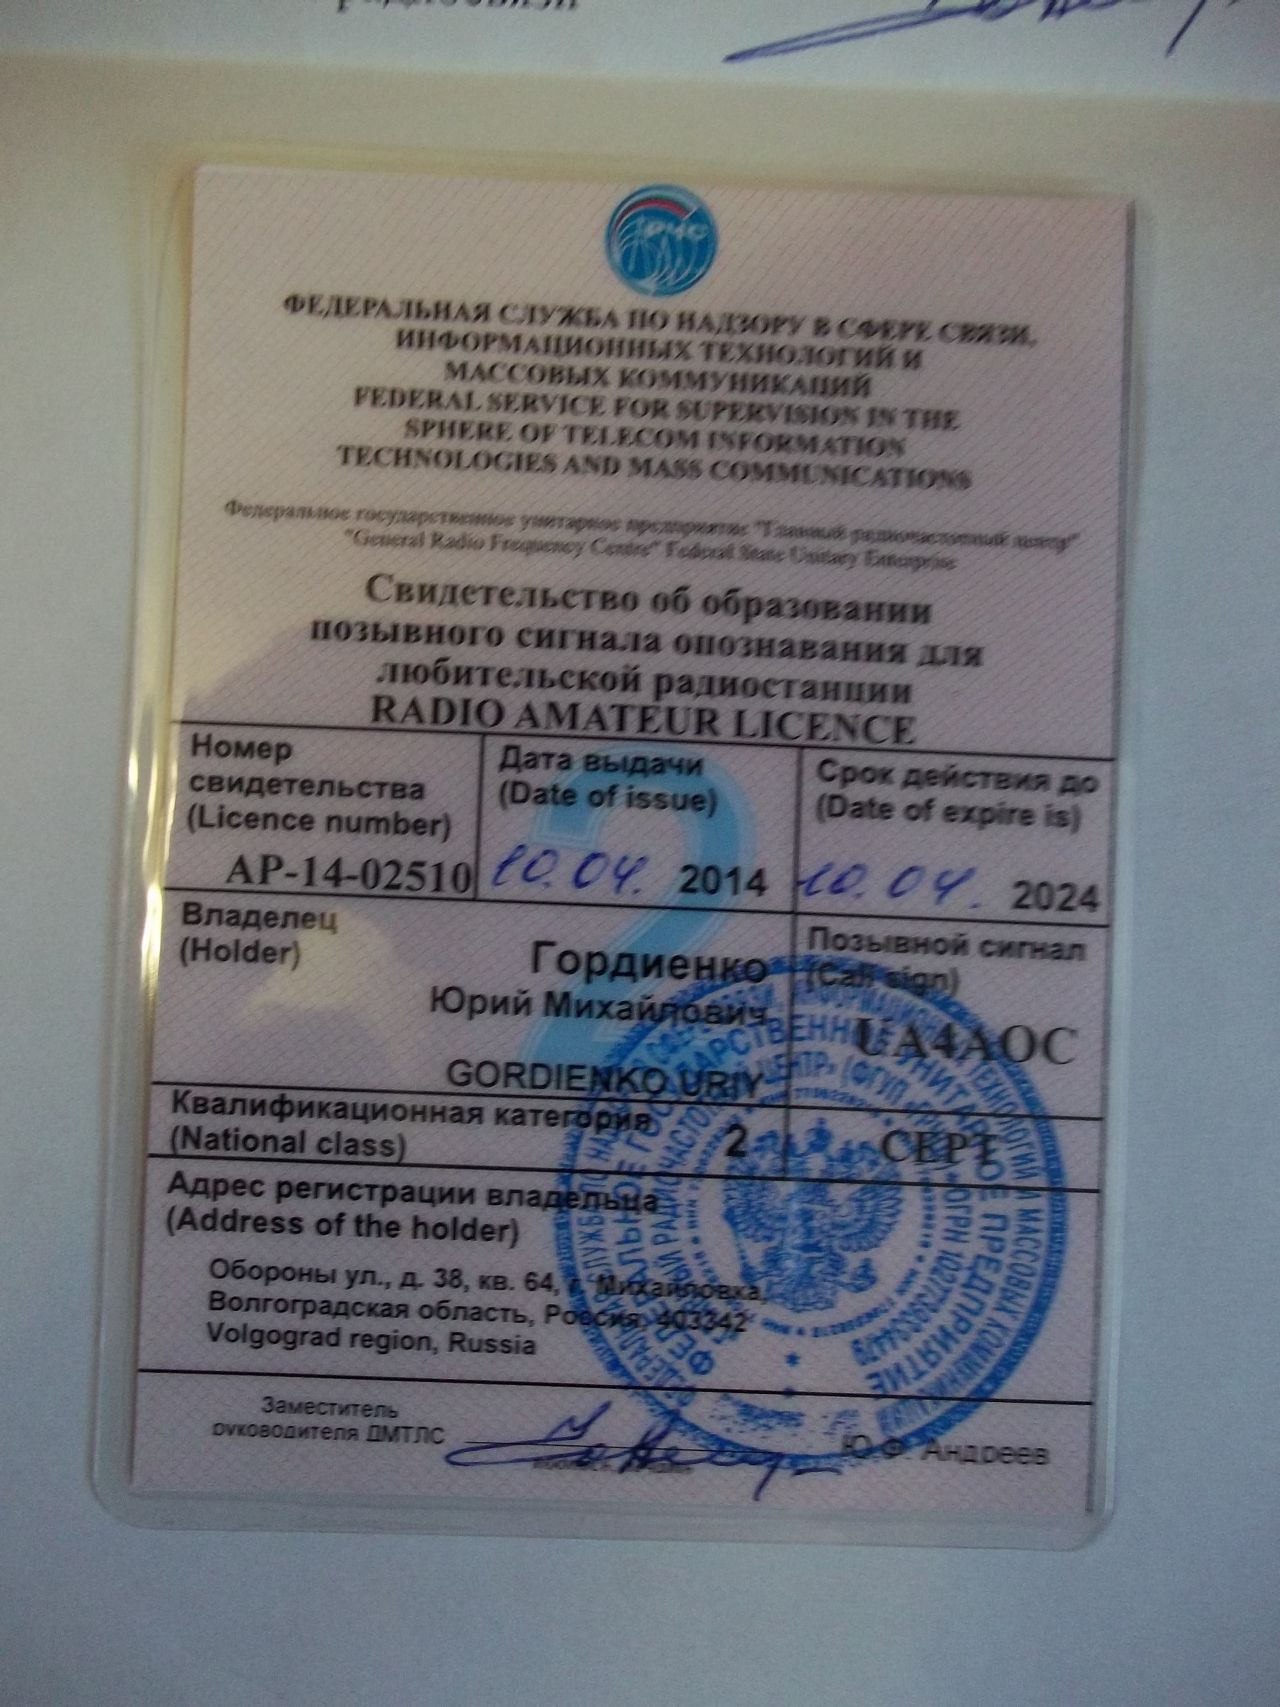 радиосвязи
РЧС
ФЕДЕРАЛЬНАЯ СЛУЖБА ПО НАДЗОРУ В СФЕРЕ СВЯЗИ,
ИНФОРМАЦИОННЫХ ТЕХНОЛОГИЙ И
МАССОВЫХ КОММУНИКАЦИЙ
FEDERAL SERVICE FOR SUPERVISION IN THE
SPHERE OF TELECOM INFORMATION
TECHNOLOGIES AND MASS COMMUNICATIONS
Федеральное государственное унитарное предприятие "Главный радиочастотный центр"
"General Radio Frequency Centre" Federal State Unitary Enterprise
Свидетельство об образовании
позывного сигнала опознавания для
любительской радиостанции
RADIO AMATEUR LICENCE
Номер
свидетельства
(Licence number)
АР-14-02510
Дата выдачи
(Date of issue)
10.04. 2014
Срок действия до
(Date of expire is)
10.04. 2024
Владелец
(Holder)
Гордиенко
Юрий Михайлович
GORDIENKO URIY
Позывной сигнал
(Call sign)
UA4AOC
Квалификационная категория
(National class)
2
CEPT
Адрес регистрации владельца
(Address of the holder)
Обороны ул., д. 38, кв. 64, г. Михайловка,
Волгоградская область, Россия, 403342
Volgograd region, Russia
Заместитель
руководителя ДМТЛС
Ю.Ф. Андреев